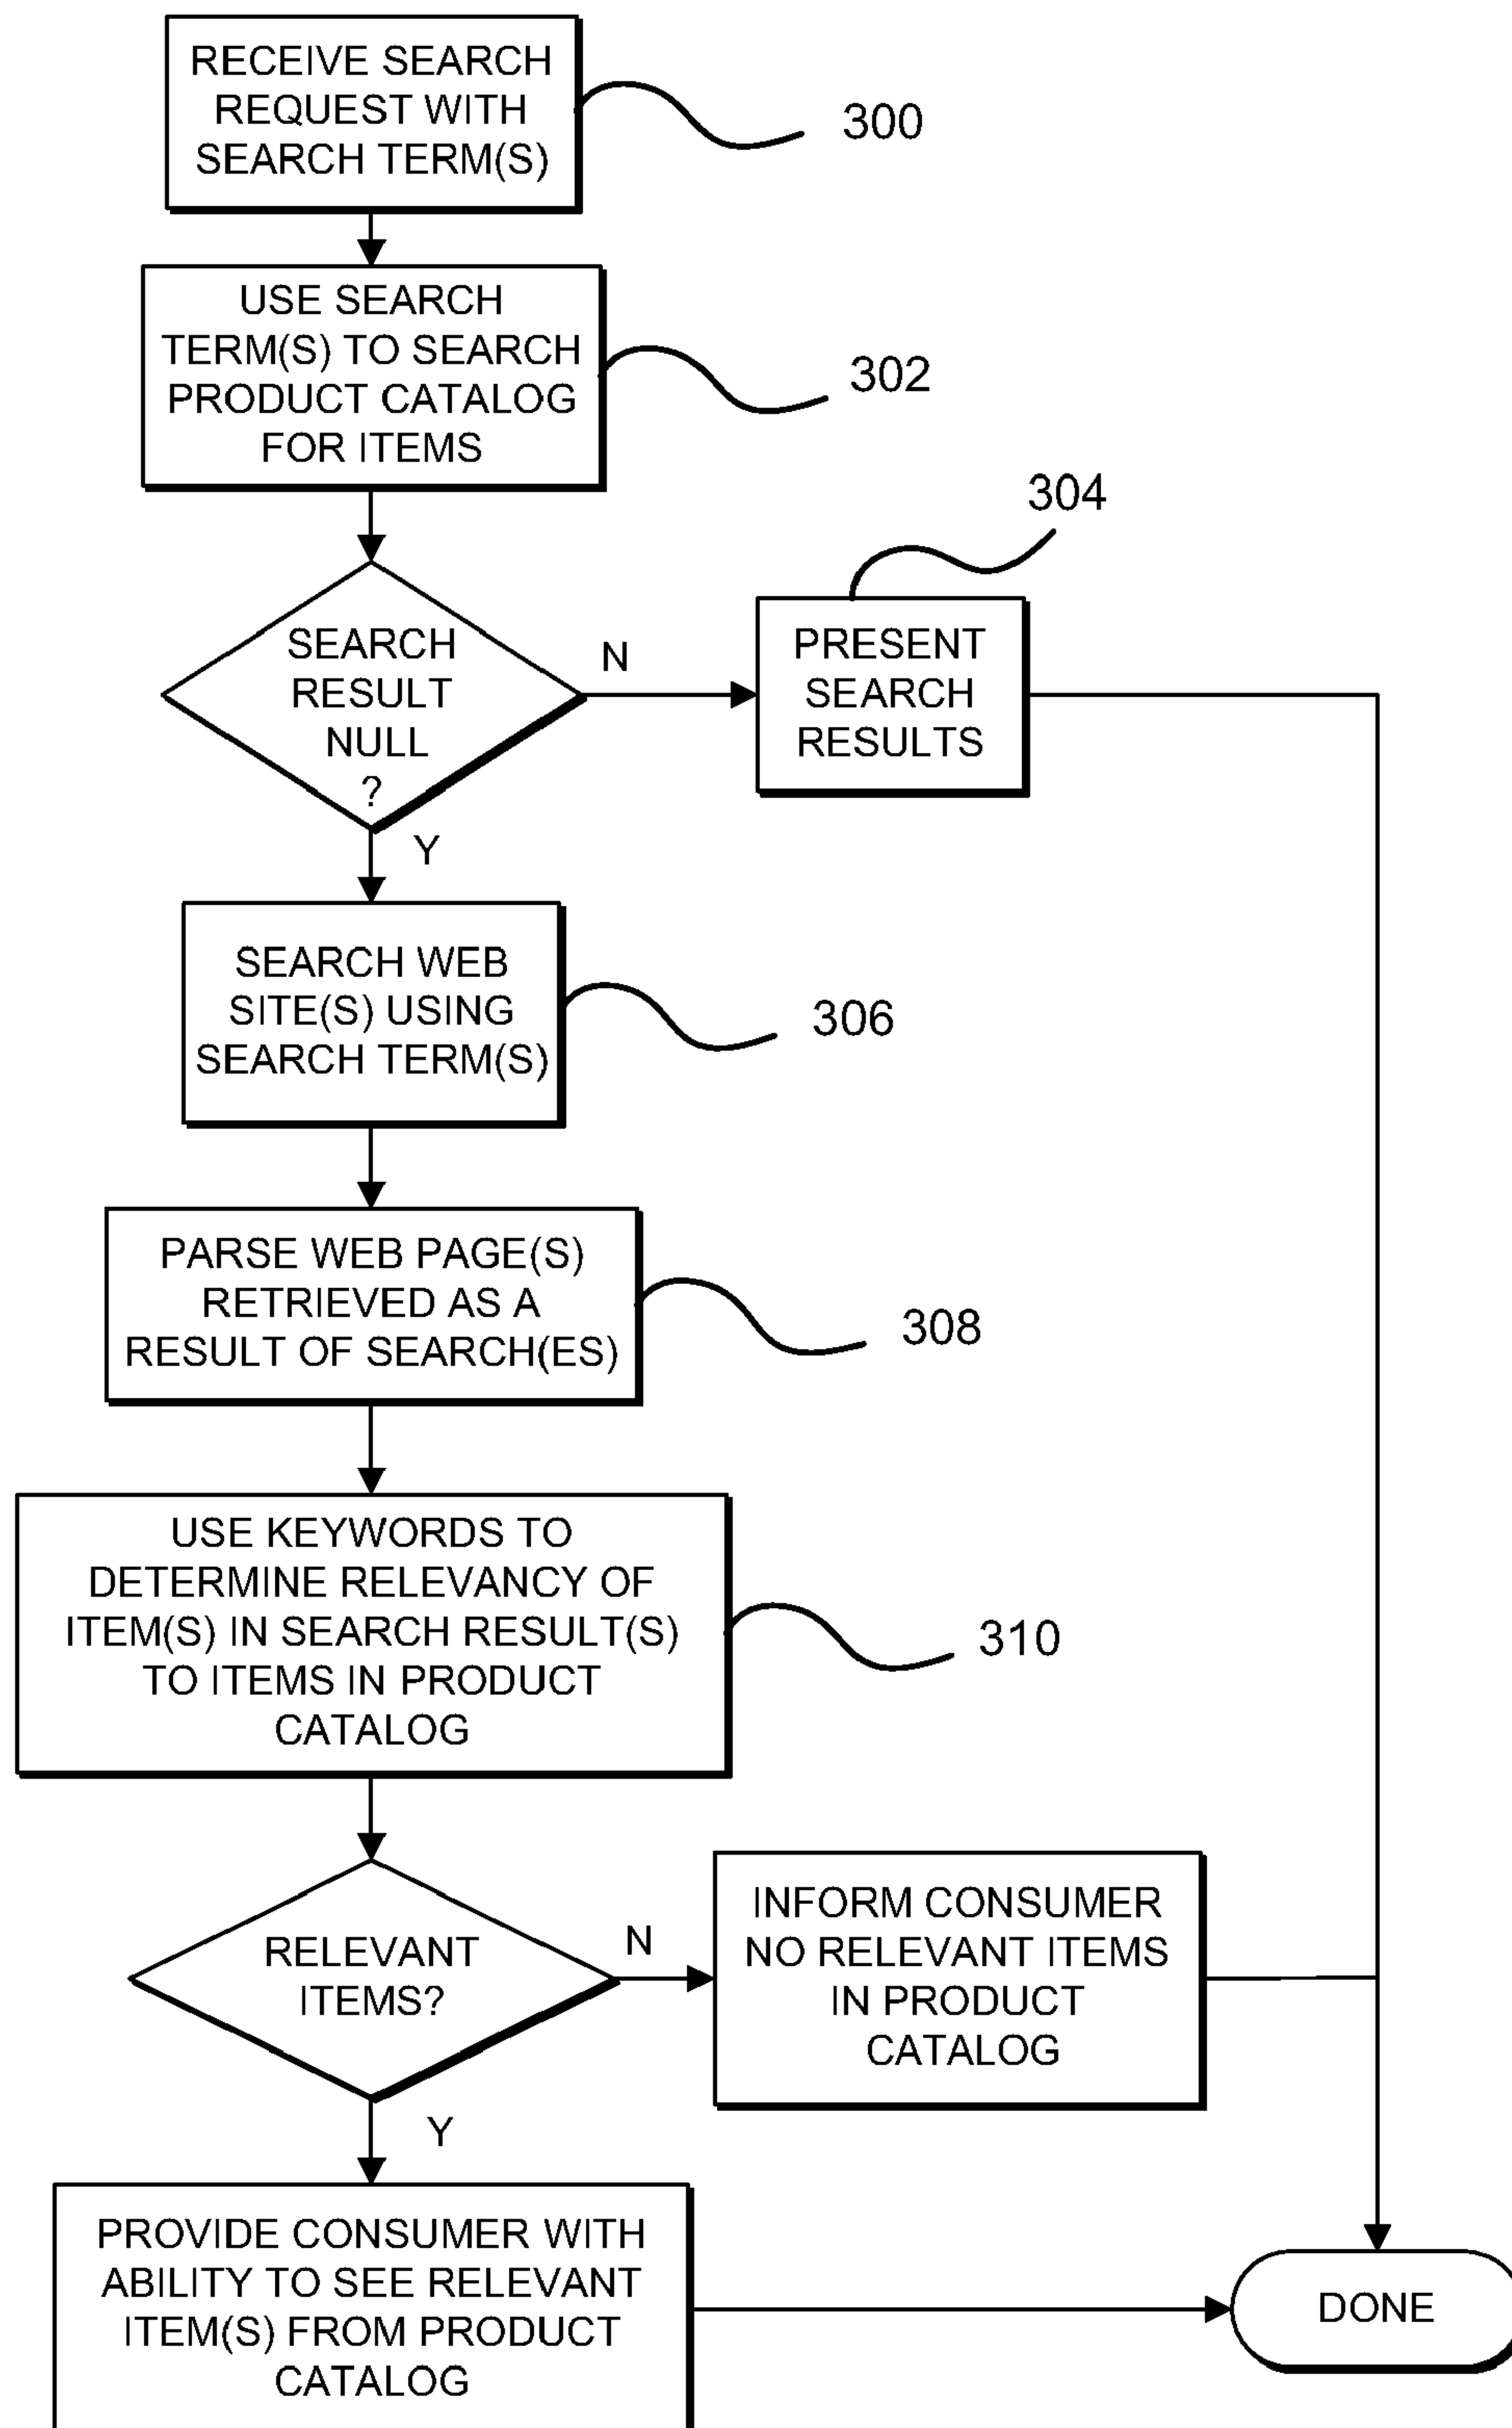 RECEIVE SEARCH
REQUEST WITH
SEARCH TERM(S)
300
USE SEARCH
TERM(S) TO SEARCH
PRODUCT CATALOG
FOR ITEMS
302
304
SEARCH
RESULT
NULL
?
N
PRESENT
SEARCH
RESULTS
Y
SEARCH WEB
SITE(S) USING
SEARCH TERM(S)
306
PARSE WEB PAGE(S)
RETRIEVED AS A
RESULT OF SEARCH(ES)
308
USE KEYWORDS TO
DETERMINE RELEVANCY OF
ITEM(S) IN SEARCH RESULT(S)
TO ITEMS IN PRODUCT
CATALOG
310
RELEVANT
ITEMS?
N
INFORM CONSUMER
NO RELEVANT ITEMS
IN PRODUCT
CATALOG
Y
PROVIDE CONSUMER WITH
ABILITY TO SEE RELEVANT
ITEM(S) FROM PRODUCT
CATALOG
DONE